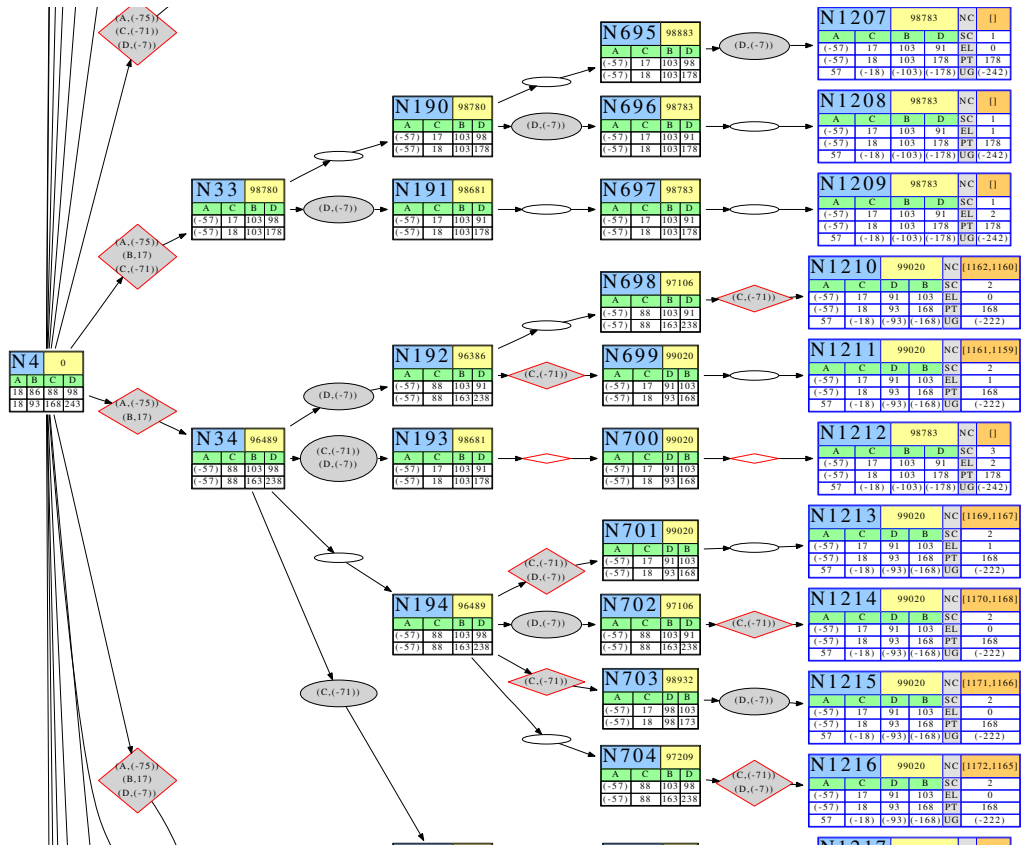 (A,(-75))
(C,(-71)
(D,(-7))
N695 98883
A C B D
(-57) 17 103 98
(-57) 18 103 178
(D,(-7))
N1207 98783 NC []
A C B D SC 1
(-57) 17 103 91 EL 0
(-57) 18 103 178 PT 178
57 (-18) (-103) (-178) UG (-242)
N190 98780
A C B D
(-57) 17 103 98
(-57) 18 103 178
(D,(-7))
N696 98783
A C B D
(-57) 17 103 91
(-57) 18 103 178
N1208 98783 NC []
A C B D SC 1
(-57) 17 103 91 EL 1
(-57) 18 103 178 PT 178
57 (-18) (-103) (-178) UG (-242)
N33 98780
A C B D
(-57) 17 103 98
(-57) 18 103 178
(D,(-7))
N191 98681
A C B D
(-57) 17 103 91
(-57) 18 103 178
N697 98783
A C B D
(-57) 17 103 91
(-57) 18 103 178
N1209 98783 NC []
A C B D SC 1
(-57) 17 103 91 EL 2
(-57) 18 103 178 PT 178
57 (-18) (-103) (-178) UG (-242)
(A,(-75))
(B,17)
(C,(-71)
N698 97106
A C B D
(-57) 88 103 91
(-57) 88 163 238
(C,(-71))
N1210 99020 NC [1162,1160]
A C D B SC 2
(-57) 17 91 103 EL 0
(-57) 18 93 168 PT 168
57 (-18) (-93) (-168) UG (-222)
N4 0
A B C D
18 86 88 98
18 93 168 243
(A,(-75))
(B,17)
(D,(-7))
N192 96386
A C B D
(-57) 88 103 91
(-57) 88 163 238
(C,(-71))
N699 99020
A C D B
(-57) 17 91 103
(-57) 18 93 168
N1211 99020 NC [1161,1159]
A C D B SC 2
(-57) 17 91 103 EL 1
(-57) 18 93 168 PT 168
57 (-18) (-93) (-168) UG (-222)
N34 96489
A C B D
(-57) 88 103 98
(-57) 88 163 238
(C,(-71)
(D,(-7))
N193 98681
A C B D
(-57) 17 103 91
(-57) 18 103 178
N700 99020
A C D B
(-57) 17 91 103
(-57) 18 93 168
N1212 98783 NC []
A C B D SC 3
(-57) 17 103 91 EL 2
(-57) 18 103 178 PT 178
57 (-18) (-103) (-178) UG (-242)
N701 99020
A C D B
(-57) 17 91 103
(-57) 18 93 168
(C,(-71)
(D,(-7))
N1213 99020 NC [1169,1167]
A C D B SC 2
(-57) 17 91 103 EL 1
(-57) 18 93 168 PT 168
57 (-18) (-93) (-168) UG (-222)
N194 96489
A C B D
(-57) 88 103 98
(-57) 88 163 238
(D,(-7))
N702 97106
A C B D
(-57) 88 103 91
(-57) 88 163 238
(C,(-71))
N1214 99020 NC [1170,1168]
A C D B SC 2
(-57) 17 91 103 EL 0
(-57) 18 93 168 PT 168
57 (-18) (-93) (-168) UG (-222)
(C,(-71))
(C,(-71))
N703 98932
A C D B
(-57) 17 98 103
(-57) 18 98 173
(D,(-7))
N1215 99020 NC [1171,1166]
A C D B SC 2
(-57) 17 91 103 EL 0
(-57) 18 93 168 PT 168
57 (-18) (-93) (-168) UG (-222)
(A,(-75))
(B,17)
(D,(-7))
N704 97209
A C B D
(-57) 88 103 98
(-57) 88 163 238
(C,(-71)
(D,(-7))
N1216 99020 NC [1172,1165]
A C D B SC 2
(-57) 17 91 103 EL 0
(-57) 18 93 168 PT 168
57 (-18) (-93) (-168) UG (-222)